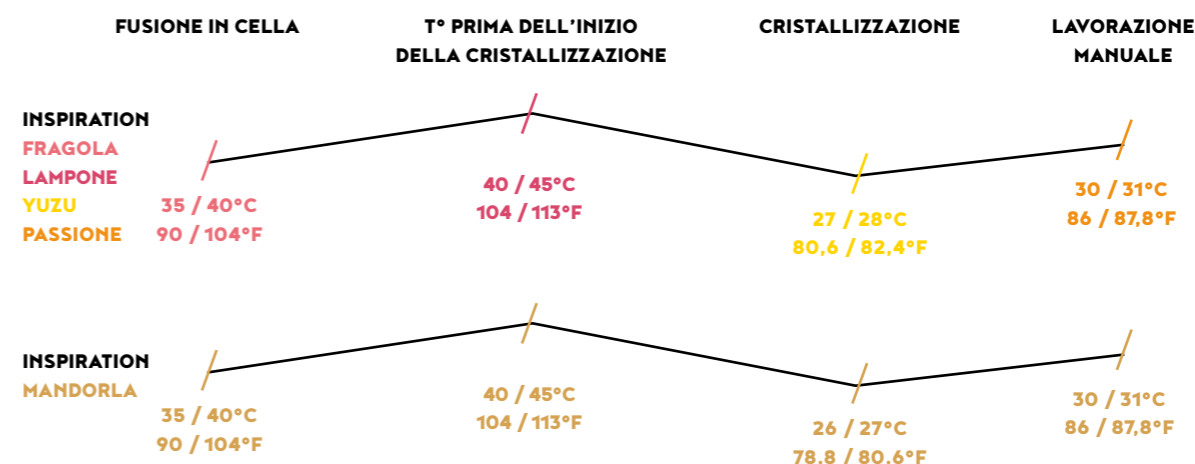 FUSIONE IN CELLA
T° PRIMA DELL'INIZIO
DELLA CRISTALLIZZAZIONE
CRISTALLIZZAZIONE
LAVORAZIONE
MANUALE
INSPIRATION
FRAGOLA
LAMPONE
YUZU
PASSIONE
35 / 40°C
90 / 104°F
40 / 45°C
104 / 113°F
27 / 28°C
80,6 / 82,4°F
30 / 31°C
86 / 87,8°F
INSPIRATION
MANDORLA
35 / 40°C
90 / 104°F
40 / 45°C
104 / 113°F
26 / 27°C
78.8 / 80.6°F
30 / 31°C
86 / 87,8°F